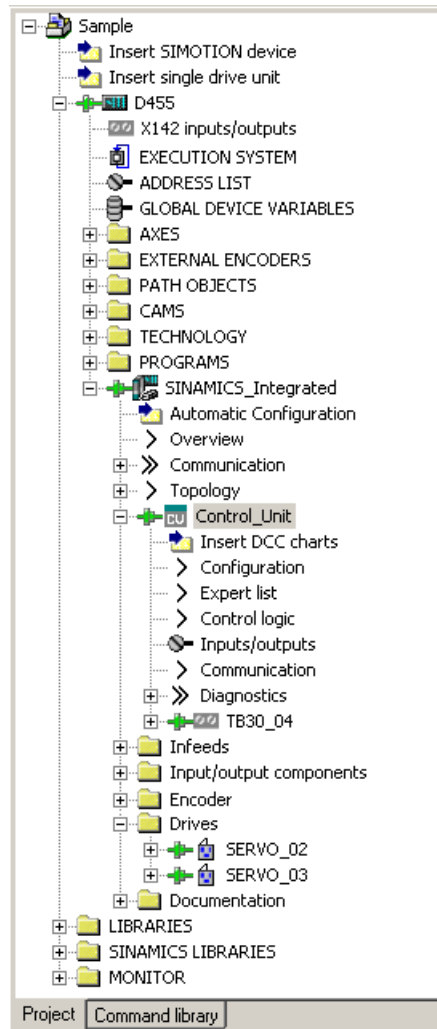 Sample
Insert SIMOTION device
Insert single drive unit
D455
X142 inputs/outputs
EXECUTION SYSTEM
ADDRESS LIST
GLOBAL DEVICE VARIABLES
AXES
EXTERNAL ENCODERS
PATH OBJECTS
CAMS
TECHNOLOGY
PROGRAMS
SINAMICS_Integrated
Automatic Configuration
Overview
Communication
Topology
CU Control_Unit
Insert DCC charts
Configuration
Expert list
Control logic
Inputs/outputs
Communication
Diagnostics
TB30_04
Infeeds
Input/output components
Encoder
Drives
SERVO_02
SERVO_03
Documentation
LIBRARIES
SINAMICS LIBRARIES
MONITOR
Project Command library